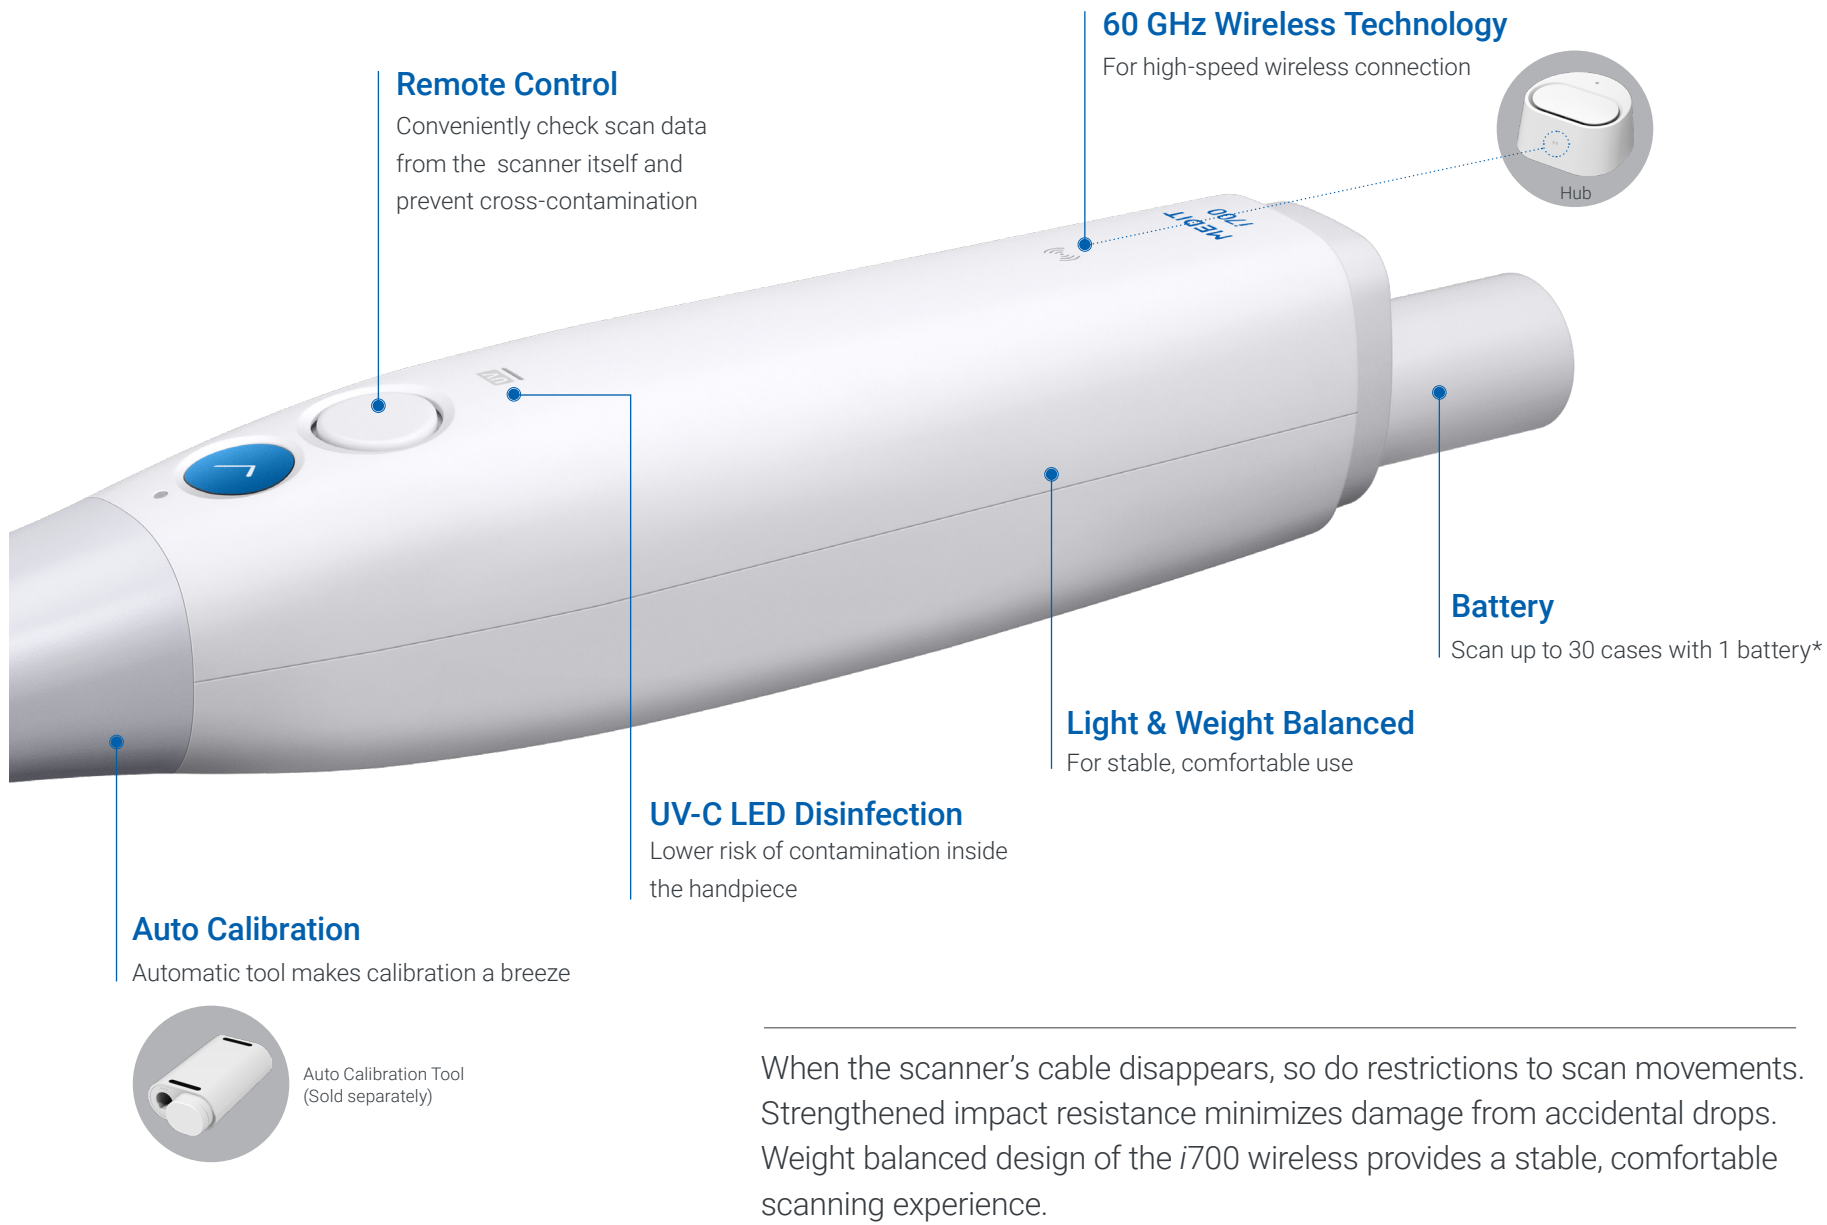 60 GHz Wireless Technology
For high-speed wireless connection
Hub
Remote Control
Conveniently check scan data
from the scanner itself and
prevent cross-contamination
MEDIT
i700
UV
Battery
Scan up to 30 cases with 1 battery*
Light & Weight Balanced
For stable, comfortable use
UV-C LED Disinfection
Lower risk of contamination inside
the handpiece
Auto Calibration
Automatic tool makes calibration a breeze
Auto Calibration Tool
(Sold separately)
When the scanner’s cable disappears, so do restrictions to scan movements.
Strengthened impact resistance minimizes damage from accidental drops.
Weight balanced design of the i700 wireless provides a stable, comfortable
scanning experience.